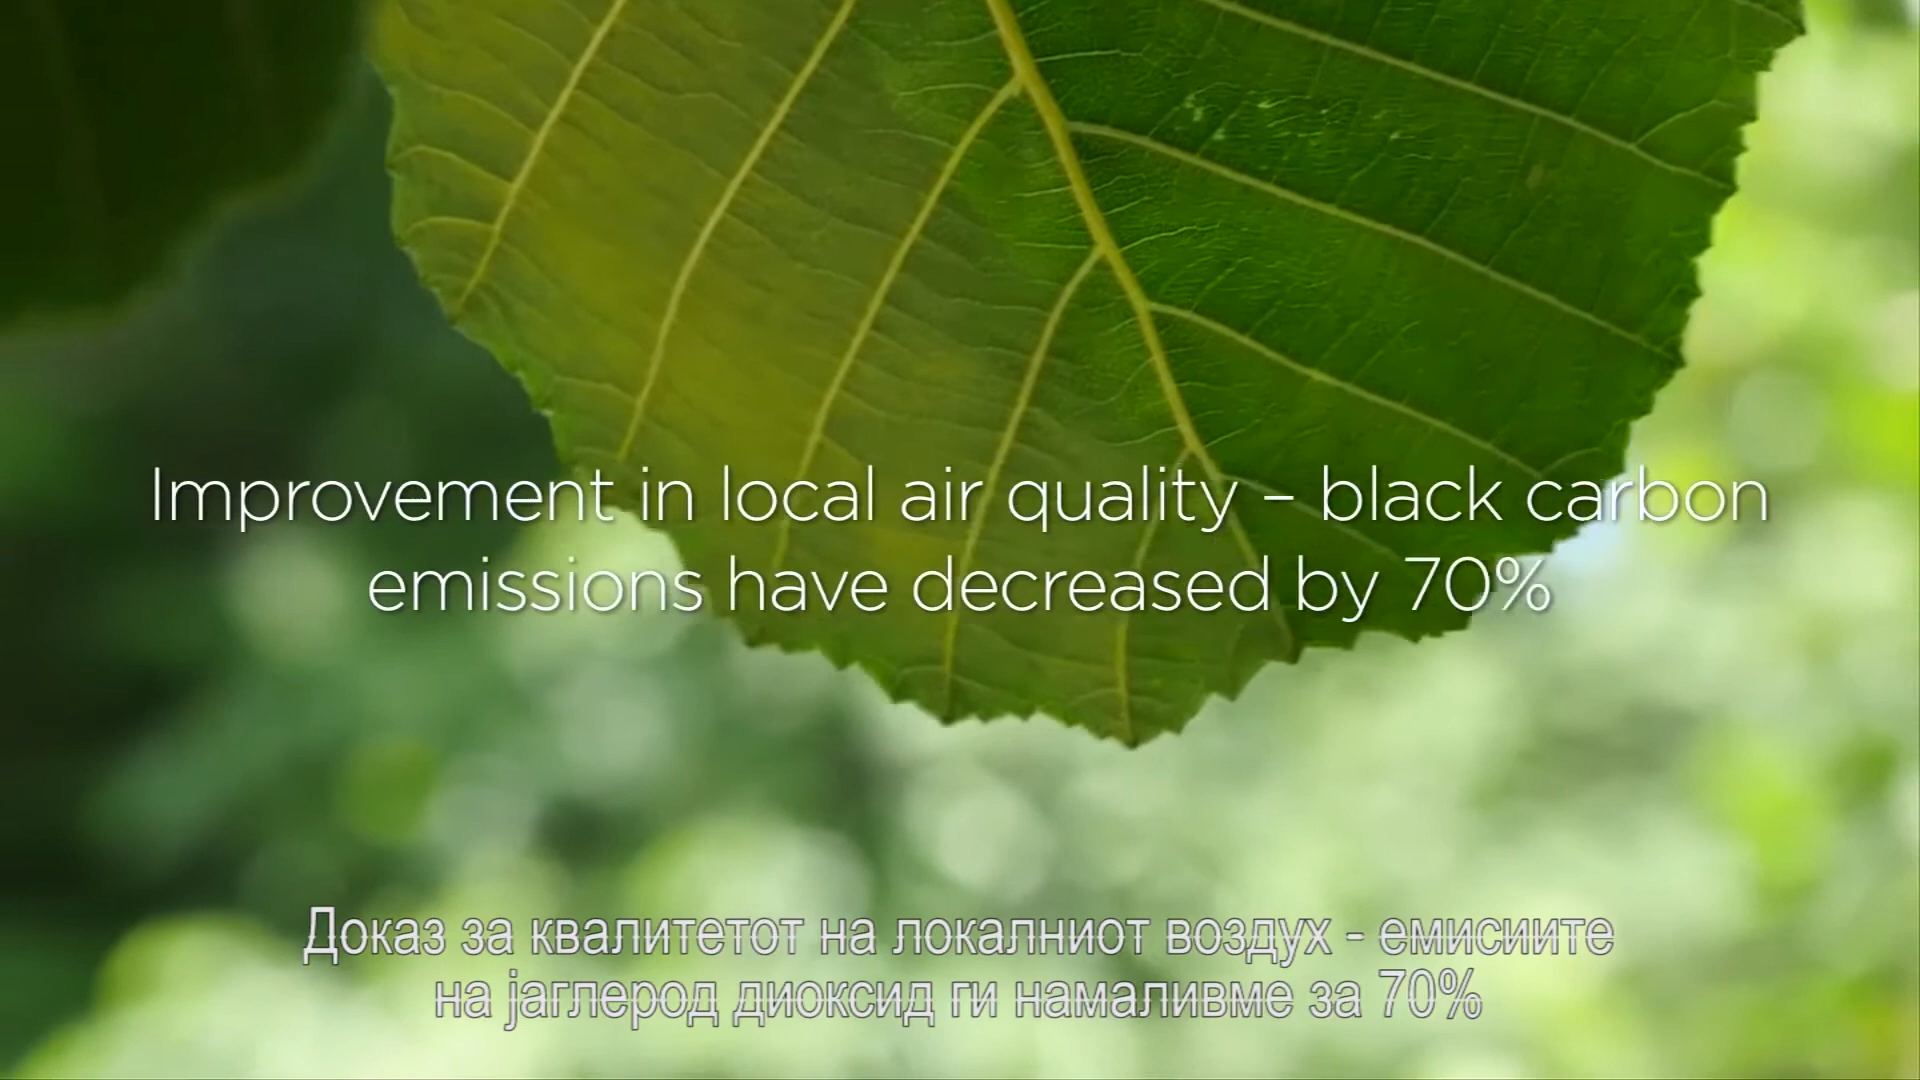 Improvement in local air quality – black carbon
emissions have decreased by 70%
Доказ за квалитетот на локалниот воздух - емисиите
на јаглерод диоксид ги намаливме за 70%